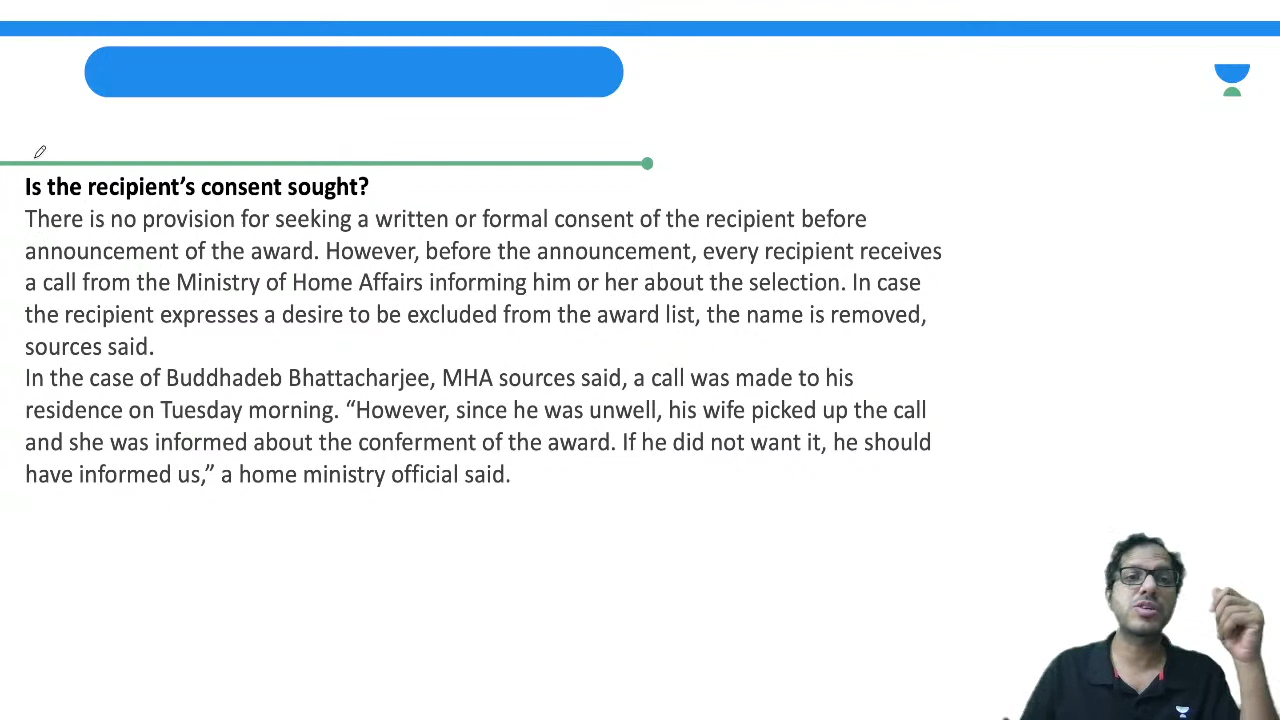 Is the recipient’s consent sought?
There is no provision for seeking a written or formal consent of the recipient before
announcement of the award. However, before the announcement, every recipient receives
a call from the Ministry of Home Affairs informing him or her about the selection. In case
the recipient expresses a desire to be excluded from the award list, the name is removed,
sources said.
In the case of Buddhadeb Bhattacharjee, MHA sources said, a call was made to his
residence on Tuesday morning. “However, since he was unwell, his wife picked up the call
and she was informed about the conferment of the award. If he did not want it, he should
have informed us,” a home ministry official said.